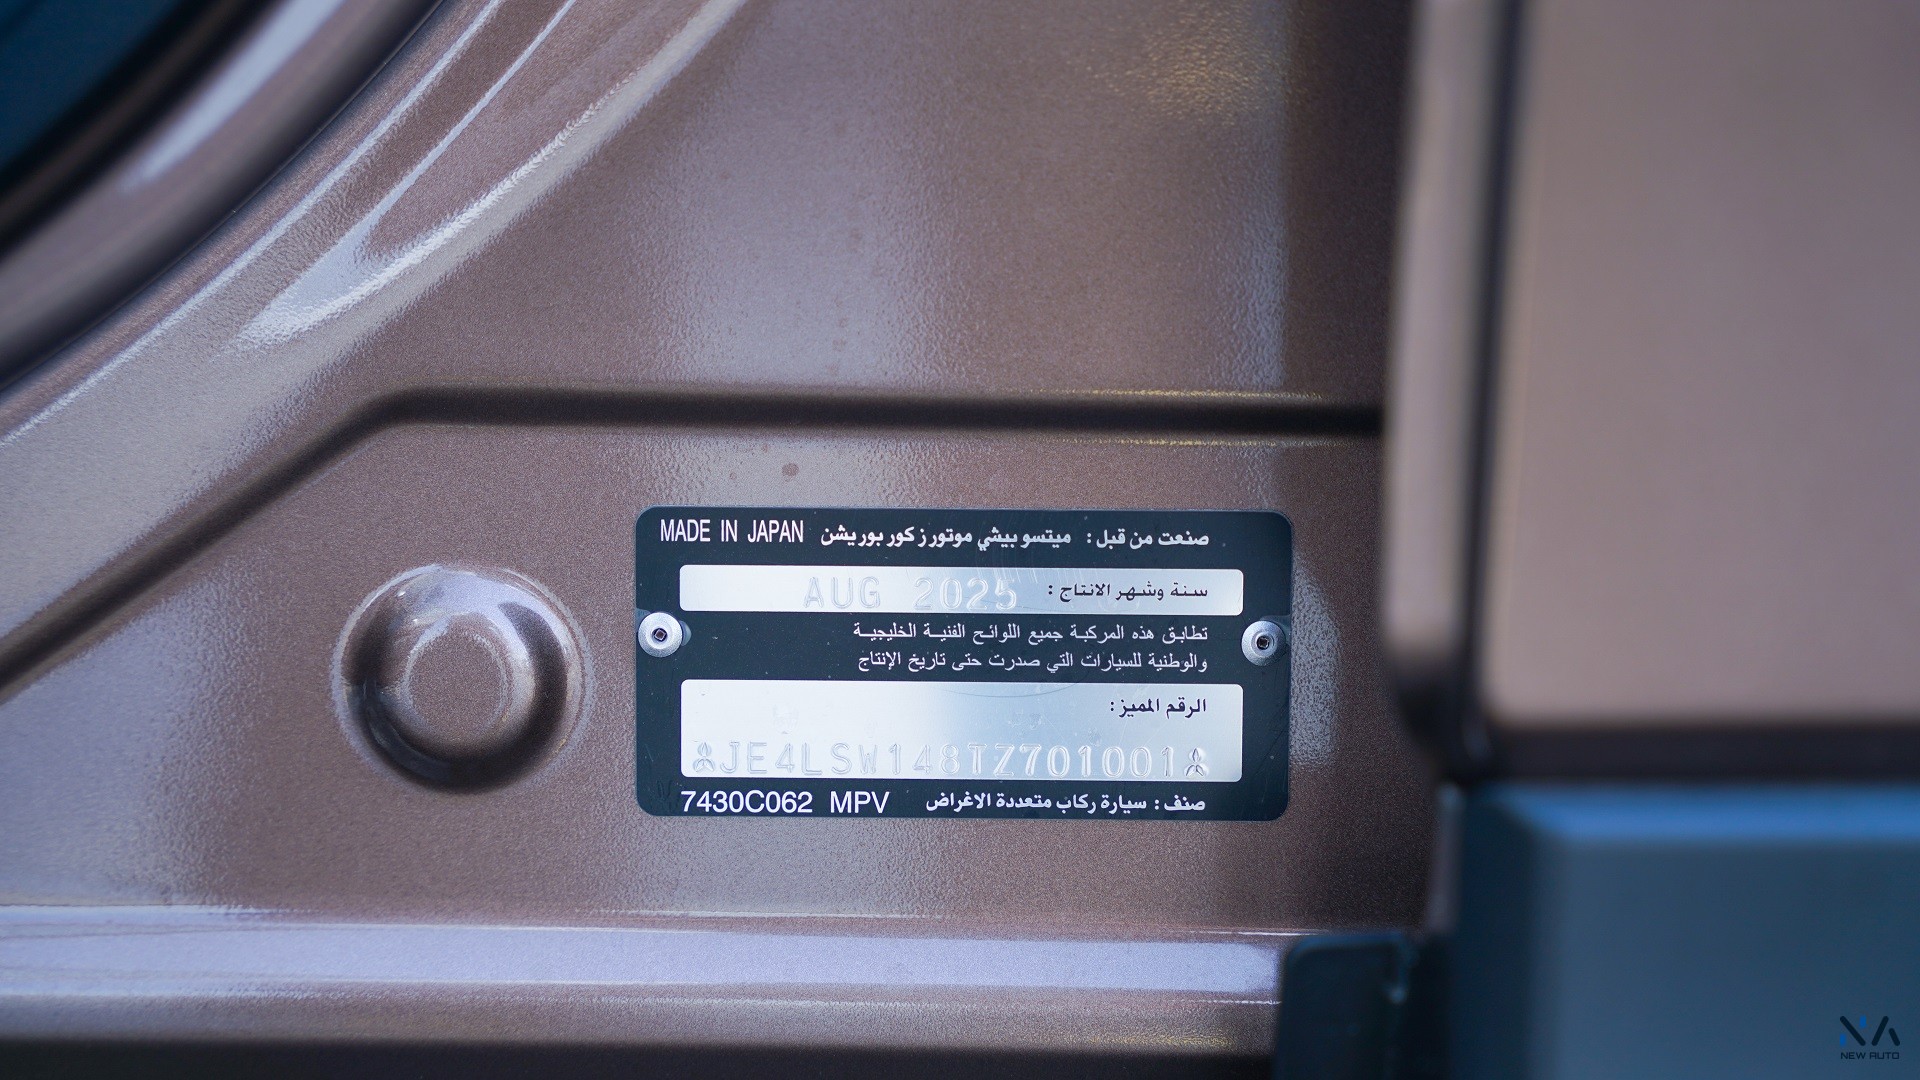 صنعت من قبل : ميتسوبيشي موتورز كوربوريشن MADE IN JAPAN
سنة وشهر الانتاج : AUG 2025
تطابق هذه المركبة جميع اللوائح الفنية الخليجية
والوطنية للسيارات التي صدرت حتى تاريخ الإنتاج
الرقم المميز:
JE4LSW148TZ701001
صنف : سيارة ركاب متعددة الاغراض 7430C062 MPV
NEW AUTO